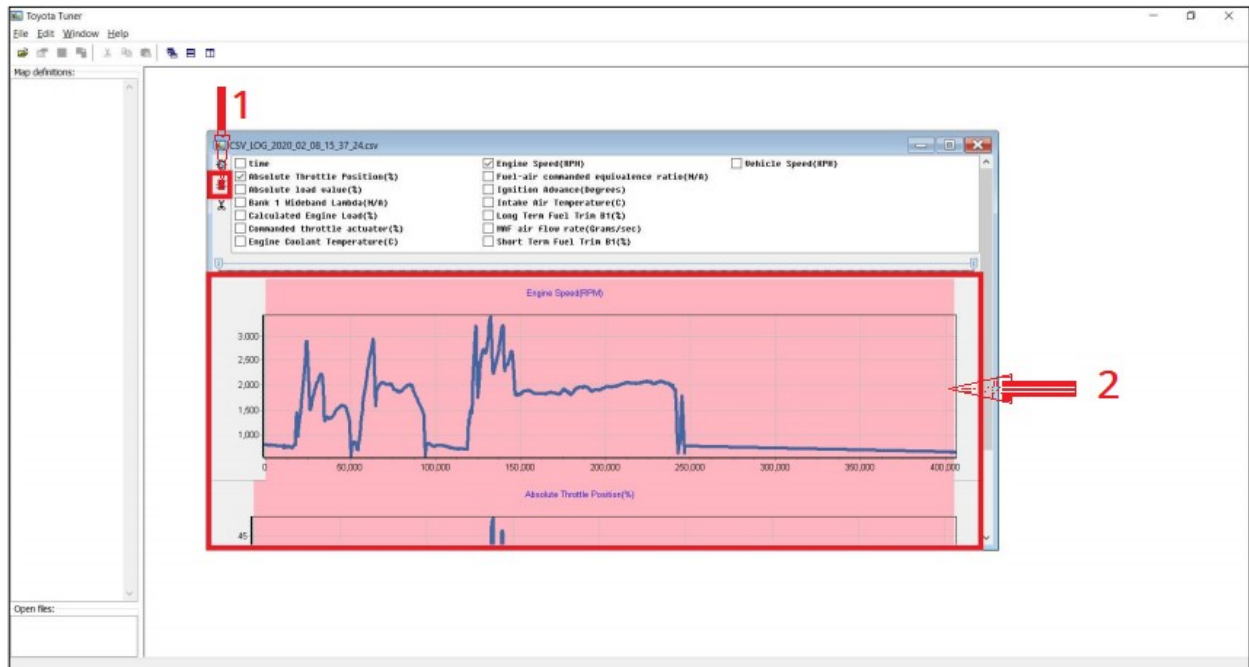 Toyota Tuner
File Edit Window Help
Map definitions:
1
CSV_LOG_2020_02_08_15_37_24.csv
time
Absolute Throttle Position(%)
Absolute load value(%)
Bank 1 Wideband Lambda(N/A)
Calculated Engine Load(%)
Commanded throttle actuator(%)
Engine Coolant Temperature(C)
Engine Speed(RPM)
Fuel-air commanded equivalence ratio(N/A)
Ignition Advance(Degrees)
Intake Air Temperature(C)
Long Term Fuel Trim B1(%)
MAF air flow rate(Grams/sec)
Short Term Fuel Trim B1(%)
Vehicle Speed(KPH)
Engine Speed(RPM)
3,000
2,500
2,000
1,500
1,000
0 50,000 100,000 150,000 200,000 250,000 300,000 350,000 400,000
2
Absolute Throttle Position(%)
45
Open files: